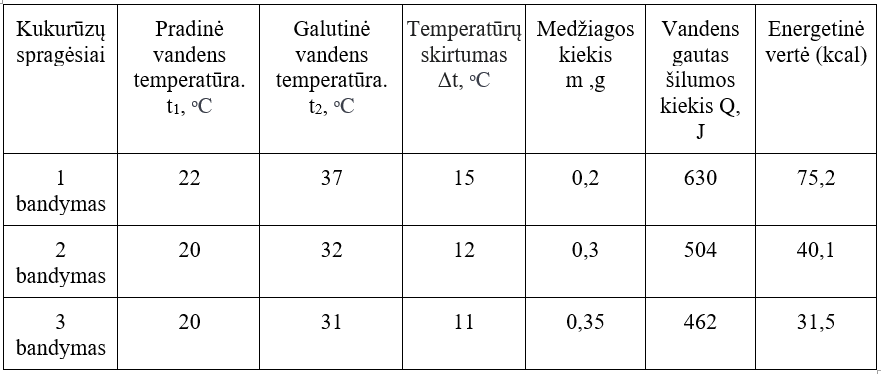 Kukurūzų
spragėsiai
Pradinė
vandens
temperatūra.
t₁, ᵒC
Galutinė
vandens
temperatūra.
t₂, ᵒC
Temperatūrų
skirtumas
Δt, ᵒC
Medžiagos
kiekis
m ,g
Vandens
gautas
šilumos
kiekis Q,
J
Energetinė
vertė (kcal)
1
bandymas
22
37
15
0,2
630
75,2
2
bandymas
20
32
12
0,3
504
40,1
3
bandymas
20
31
11
0,35
462
31,5